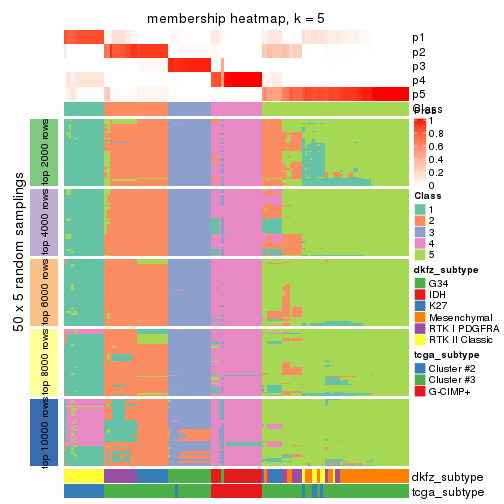 membership heatmap, k = 5
p1
p2
p3
p4
p5
Class
Prob
1
0.8
0.6
0.4
0.2
0
Class
1
2
3
4
5
dkfz_subtype
G34
IDH
K27
Mesenchymal
RTK I PDGFRA
RTK II Classic
tcga_subtype
Cluster #2
Cluster #3
G-CIMP+
50 x 5 random samplings
top 2000 rows
top 4000 rows
top 6000 rows
top 8000 rows
top 10000 rows
dkfz_subtype
tcga_subtype